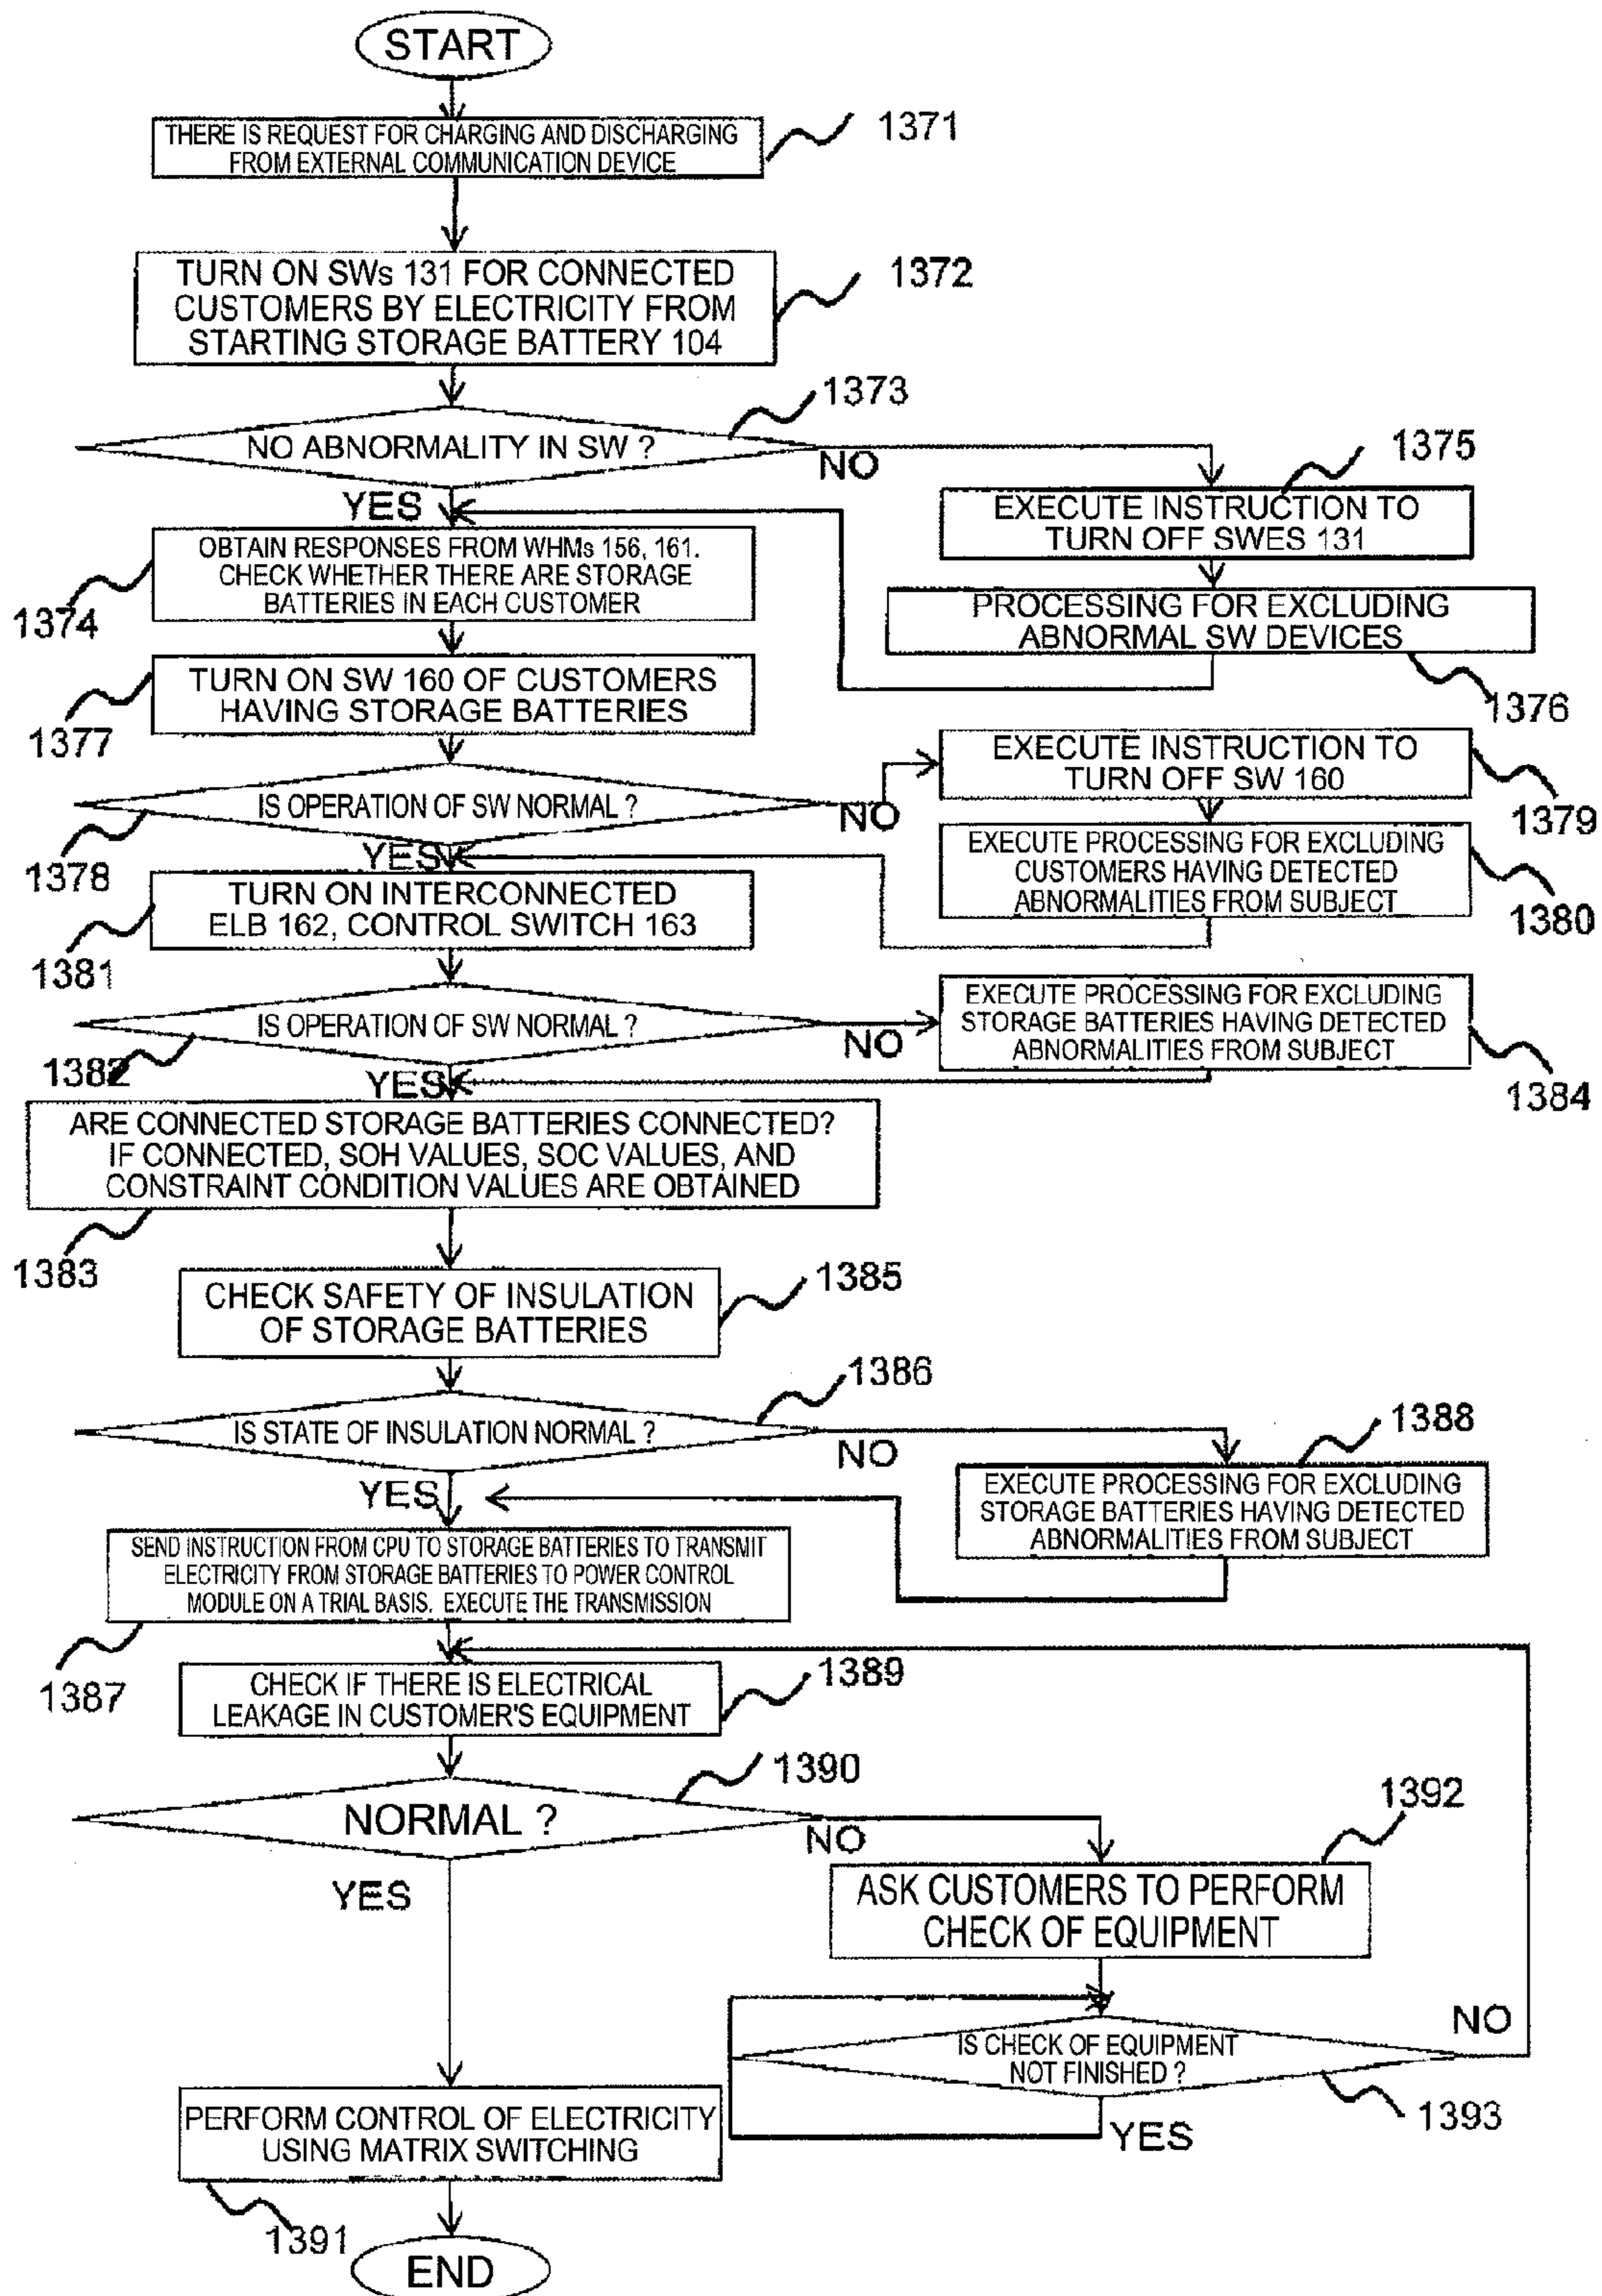 START
THERE IS REQUEST FOR CHARGING AND DISCHARGING
FROM EXTERNAL COMMUNICATION DEVICE
1371
TURN ON SWs 131 FOR CONNECTED
CUSTOMERS BY ELECTRICITY FROM
STARTING STORAGE BATTERY 104
1372
NO ABNORMALITY IN SW ?
1373
NO
YES
1375
EXECUTE INSTRUCTION TO
TURN OFF SWES 131
OBTAIN RESPONSES FROM WHMs 156, 161.
CHECK WHETHER THERE ARE STORAGE
BATTERIES IN EACH CUSTOMER
1374
PROCESSING FOR EXCLUDING
ABNORMAL SW DEVICES
1376
TURN ON SW 160 OF CUSTOMERS
HAVING STORAGE BATTERIES
1377
IS OPERATION OF SW NORMAL ?
1378
NO
YES
EXECUTE INSTRUCTION TO
TURN OFF SW 160
1379
EXECUTE PROCESSING FOR EXCLUDING
CUSTOMERS HAVING DETECTED
ABNORMALITIES FROM SUBJECT
1380
TURN ON INTERCONNECTED
ELB 162, CONTROL SWITCH 163
1381
IS OPERATION OF SW NORMAL ?
1382
NO
YES
EXECUTE PROCESSING FOR EXCLUDING
STORAGE BATTERIES HAVING DETECTED
ABNORMALITIES FROM SUBJECT
1384
ARE CONNECTED STORAGE BATTERIES CONNECTED?
IF CONNECTED, SOH VALUES, SOC VALUES, AND
CONSTRAINT CONDITION VALUES ARE OBTAINED
1383
CHECK SAFETY OF INSULATION
OF STORAGE BATTERIES
1385
IS STATE OF INSULATION NORMAL ?
1386
NO
YES
1388
EXECUTE PROCESSING FOR EXCLUDING
STORAGE BATTERIES HAVING DETECTED
ABNORMALITIES FROM SUBJECT
SEND INSTRUCTION FROM CPU TO STORAGE BATTERIES TO TRANSMIT
ELECTRICITY FROM STORAGE BATTERIES TO POWER CONTROL
MODULE ON A TRIAL BASIS. EXECUTE THE TRANSMISSION
1387
CHECK IF THERE IS ELECTRICAL
LEAKAGE IN CUSTOMER'S EQUIPMENT
1389
NORMAL ?
1390
NO
YES
1392
ASK CUSTOMERS TO PERFORM
CHECK OF EQUIPMENT
IS CHECK OF EQUIPMENT
NOT FINISHED ?
NO
1393
YES
PERFORM CONTROL OF ELECTRICITY
USING MATRIX SWITCHING
1391
END